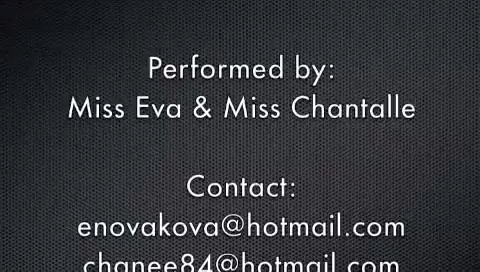 Performed by:
Miss Eva & Miss Chantalle
Contact:
enovakova@hotmail.com
chanee84@hotmail.com